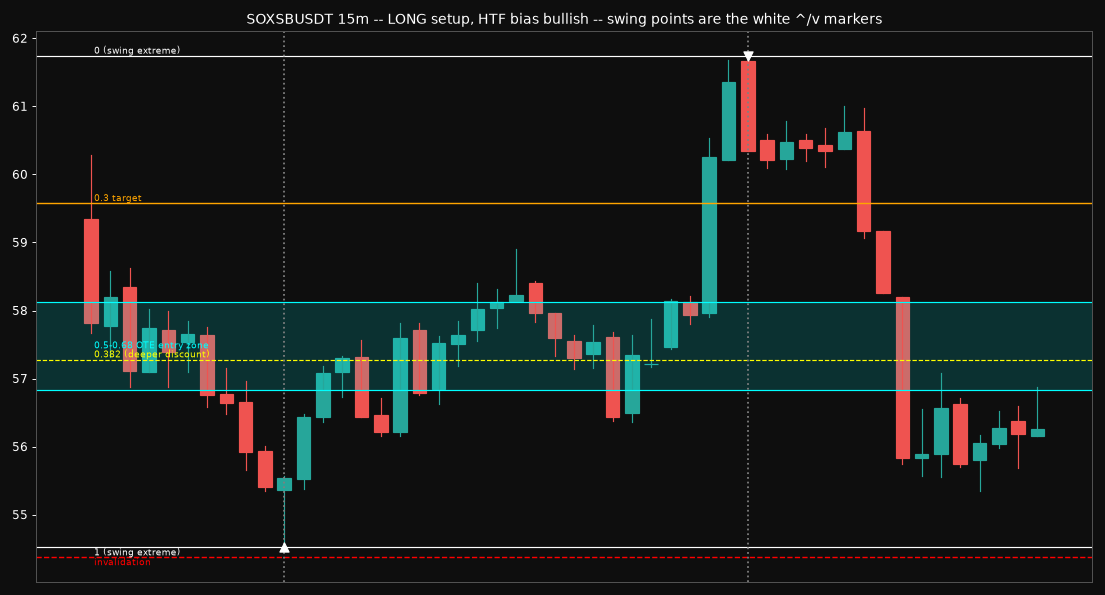 SOXSBUSDT 15m -- LONG setup, HTF bias bullish -- swing points are the white ^/v markers
62
61
60
59
58
57
56
55
0 (swing extreme)
0.3 target
0.5-0.68 OTE entry zone
0.382 (deeper discount)
1 (swing extreme)
invalidation